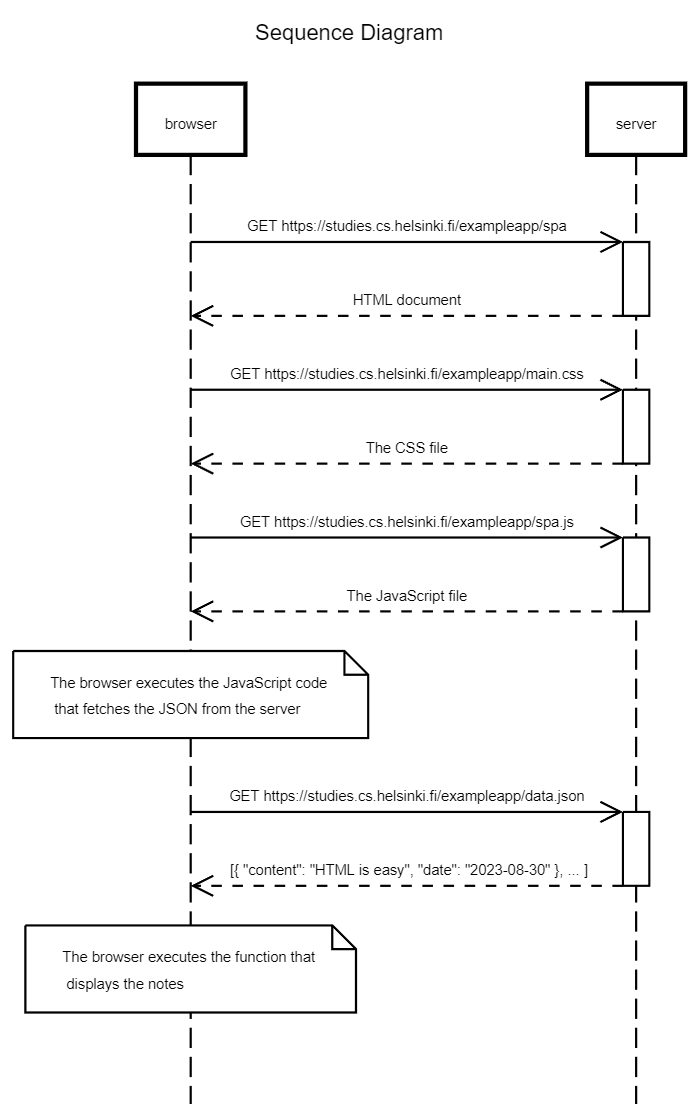 Sequence Diagram
browser
server
GET https://studies.cs.helsinki.fi/exampleapp/spa
HTML document
GET https://studies.cs.helsinki.fi/exampleapp/main.css
The CSS file
GET https://studies.cs.helsinki.fi/exampleapp/spa.js
The JavaScript file
The browser executes the JavaScript code
that fetches the JSON from the server
GET https://studies.cs.helsinki.fi/exampleapp/data.json
[{ "content": "HTML is easy", "date": "2023-08-30" }, ... ]
The browser executes the function that
displays the notes